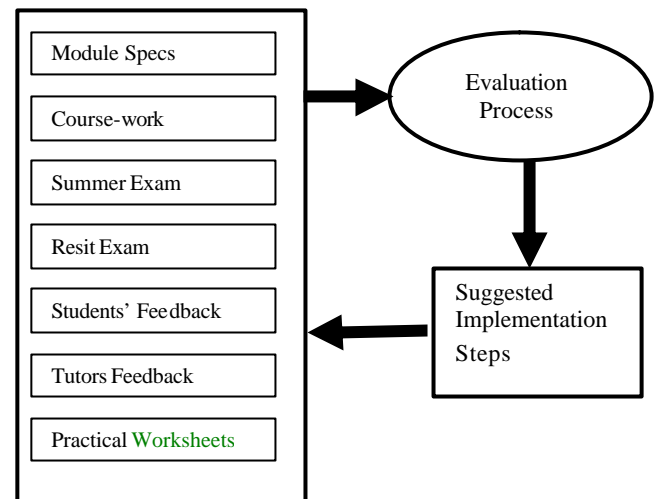 Module Specs
Course-work
Summer Exam
Resit Exam
Students’ Feedback
Tutors Feedback
Practical Worksheets
Evaluation
Process
Suggested
Implementation
Steps